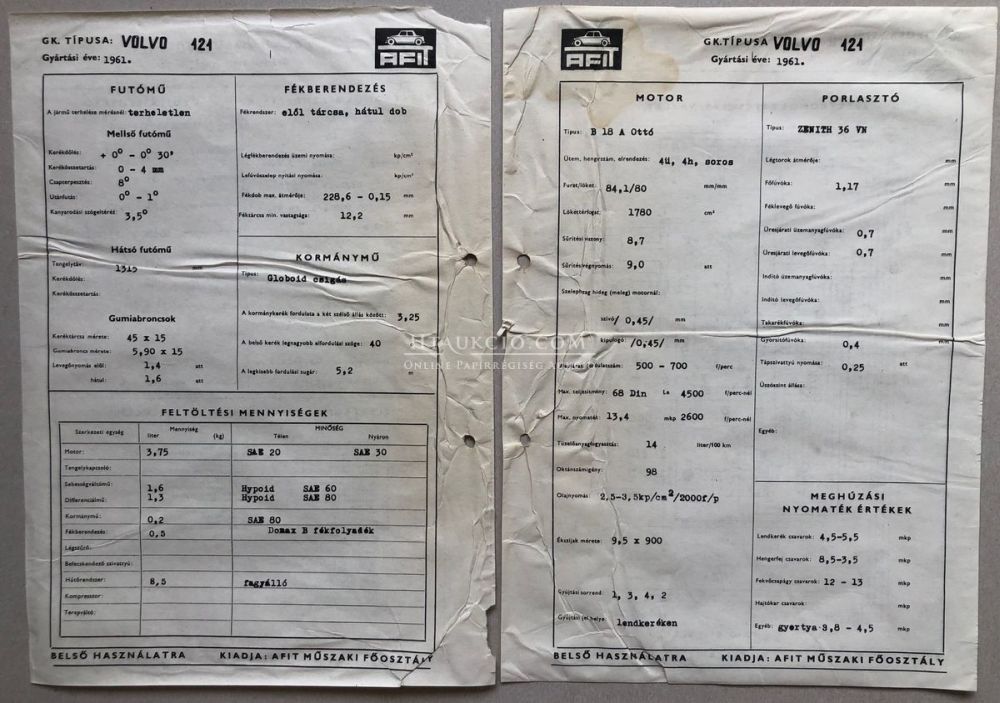 GK. TÍPUSA: VOLVO 121
Gyártási éve: 1961.
AFIT
FUTÓMŰ
A jármű terhelése mérésnél: terheletlen
Mellső futómű
Kerékdőlés: + 0° - 0° 30'
Kerékösszetartás: 0 - 4 mm
Csapterpesztés: 8°
Utánfutás: 0° - 1°
Kanyarodási szögeltérés: 3,5°
Hátsó futómű
Tengelytáv: 1315 mm
Kerékdőlés:
Kerékösszetartás:
Gumiabroncsok
Keréktárcsa mérete: 45 x 15
Gumiabroncs mérete: 5,90 x 15
Levegőnyomás elől: 1,4 att
hátul: 1,6 att
FÉKBERENDEZÉS
Fékrendszer: elől tárcsa, hátul dob
Légfékberendezés üzemi nyomása: kp/cm²
Lefúvószelep nyitási nyomása: kp/cm²
Fékdob max. átmérője: 228,6 - 0,15 mm
Féktárcsa min. vastagsága: 12,2 mm
KORMÁNYMŰ
Típus: Globoid csigás
A kormánykerék fordulata a két szélső állás között: 3,25
A belső kerék legnagyobb elfordulási szöge: 40
A legkisebb fordulási sugár: 5,2 m
FELTÖLTÉSI MENNYISÉGEK
Szerkezeti egység Mennyiség liter (kg) MINŐSÉG Télen Nyáron
Motor: 3,75 SAE 20 SAE 30
Tengelykapcsoló:
Sebességváltómű: 1,6 Hypoid SAE 60
Differenciálmű: 1,3 Hypoid SAE 80
Kormánymű: 0,2 SAE 80
Fékberendezés: 0,5 Domax B fékfolyadék
Légszűrő:
Befecskendező szivattyú:
Hűtőrendszer: 8,5 fagyálló
Kompresszor:
Terepváltó:
BELSŐ HASZNÁLATRA KIADJA: AFIT MŰSZAKI FŐOSZTÁLY
AFIT
GK. TÍPUSA VOLVO 121
Gyártási éve: 1961.
MOTOR
Típus: B 18 A Ottó
Ütem, hengerszám, elrendezés: 4ü, 4h, soros
Furat/löket: 84,1/80 mm/mm
Lökettérfogat: 1780 cm³
Sűrítési viszony: 8,7
Sűrítési végnyomás: 9,0 att
Szelephézag hideg (meleg) motornál:
szívó/ 0,45/ mm
kipufogó: /0,45/ mm
Alapjárati fordulatszám: 500 - 700 f/perc
Max. teljesítmény: 68 Din Le 4500 f/perc-nél
Max. nyomaték: 13,4 mkp 2600 f/perc-nél
Tüzelőanyagfogyasztás: 14 liter/100 km
Oktánszámigény: 98
Olajnyomás: 2,5-3,5kp/cm²/2000f/p
Ékszíjak mérete: 9,5 x 900
Gyújtási sorrend: 1, 3, 4, 2
Gyújtási jel helye: lendkeréken
PORLASZTÓ
Típus: ZENITH 36 VN
Légtorok átmérője: mm
Főfúvóka: 1,17 mm
Féklevegő fúvóka: mm
Üresjárati üzemanyagfúvóka: 0,7 mm
Üresjárati levegőfúvóka: 0,7 mm
Indító üzemanyagfúvóka: mm
Indító levegőfúvóka: mm
Takarékfúvóka: mm
Gyorsítófúvóka: 0,4 mm
Tápszivattyú nyomása: 0,25 att
Úszószint állása:
Egyéb:
MEGHÚZÁSI
NYOMATÉK ÉRTÉKEK
Lendkerék csavarok: 4,5-5,5 mkp
Hengerfej csavarok: 8,5-3,5 mkp
Fekvőcsapágy csavarok: 12 - 13 mkp
Hajtókar csavarok: mkp
Egyéb: gyertya 3,8 - 4,5 mkp
BELSŐ HASZNÁLATRA KIADJA: AFIT MŰSZAKI FŐOSZTÁLY